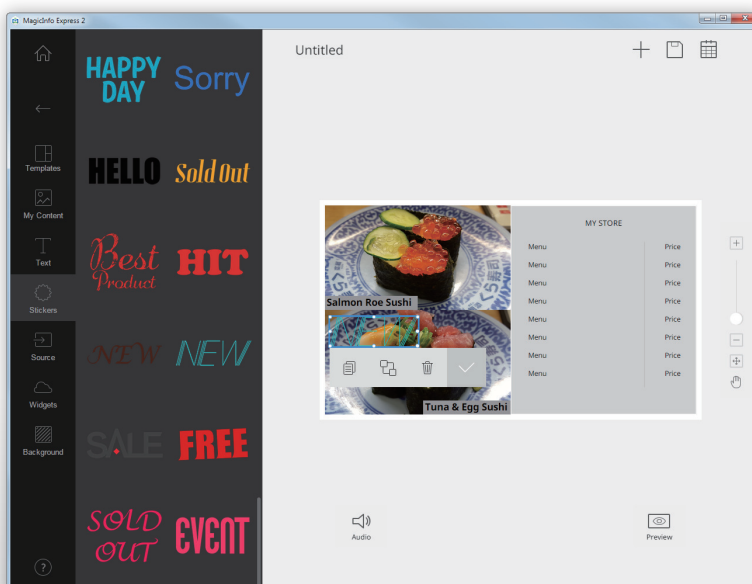 MagicInfo Express 2
Untitled
HAPPY
DAY
Sorry
HELLO
Sold Out
Best
Product
HIT
NEW
NEW
SALE
FREE
SOLD
OUT
EVENT
Templates
My Content
Text
Stickers
Source
Widgets
Background
?
MY STORE
Menu Price
Menu Price
Menu Price
Menu Price
Menu Price
Menu Price
Menu Price
Menu Price
Salmon Roe Sushi
NEW
Tuna & Egg Sushi
Audio
Preview